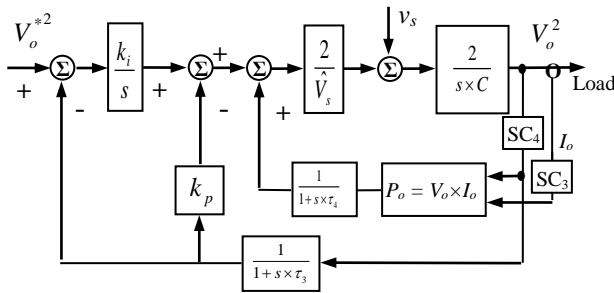 V_o^{*2}
+
Σ
-
k_i / s
+
+
Σ
-
Σ
+
2 / \hat{V}_s
v_s
Σ
2 / s×C
V_o^2
Load
SC_4
I_o
SC_3
k_p
1 / 1+s×τ_4
P_o = V_o×I_o
1 / 1+s×τ_3